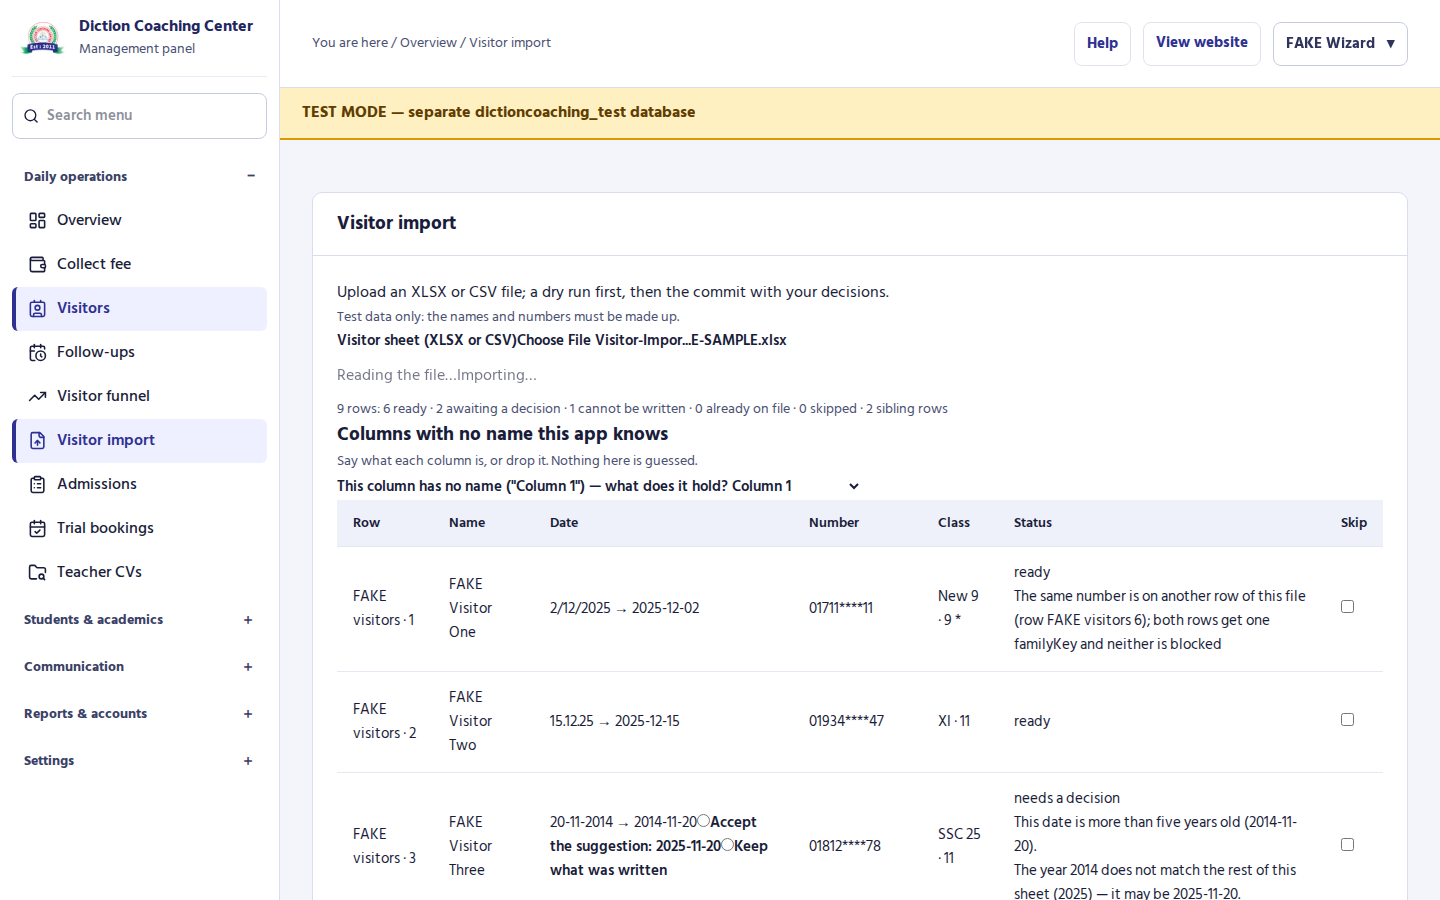 Diction Coaching Center
Management panel
Est : 2011
Search menu
Daily operations −
Overview
Collect fee
Visitors
Follow-ups
Visitor funnel
Visitor import
Admissions
Trial bookings
Teacher CVs
Students & academics +
Communication +
Reports & accounts +
Settings +
You are here / Overview / Visitor import
Help
View website
FAKE Wizard ▼
TEST MODE — separate dictioncoaching_test database
Visitor import
Upload an XLSX or CSV file; a dry run first, then the commit with your decisions.
Test data only: the names and numbers must be made up.
Visitor sheet (XLSX or CSV)Choose File Visitor-Impor...E-SAMPLE.xlsx
Reading the file...Importing...
9 rows: 6 ready · 2 awaiting a decision · 1 cannot be written · 0 already on file · 0 skipped · 2 sibling rows
Columns with no name this app knows
Say what each column is, or drop it. Nothing here is guessed.
This column has no name ("Column 1") — what does it hold? Column 1
Row Name Date Number Class Status Skip
FAKE
visitors · 1
FAKE
Visitor
One
2/12/2025 → 2025-12-02
01711****11
New 9
· 9 *
ready
The same number is on another row of this file
(row FAKE visitors 6); both rows get one
familyKey and neither is blocked
FAKE
visitors · 2
FAKE
Visitor
Two
15.12.25 → 2025-12-15
01934****47
XI · 11
ready
FAKE
visitors · 3
FAKE
Visitor
Three
20-11-2014 → 2014-11-20 Accept
the suggestion: 2025-11-20 Keep
what was written
01812****78
SSC 25
· 11
needs a decision
This date is more than five years old (2014-11-
20).
The year 2014 does not match the rest of this
sheet (2025) — it may be 2025-11-20.